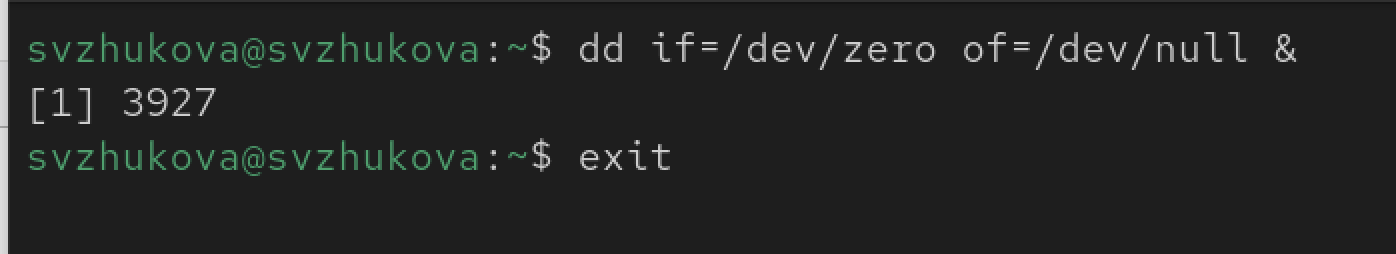 svzhukova@svzhukova:~$ dd if=/dev/zero of=/dev/null &
[1] 3927
svzhukova@svzhukova:~$ exit